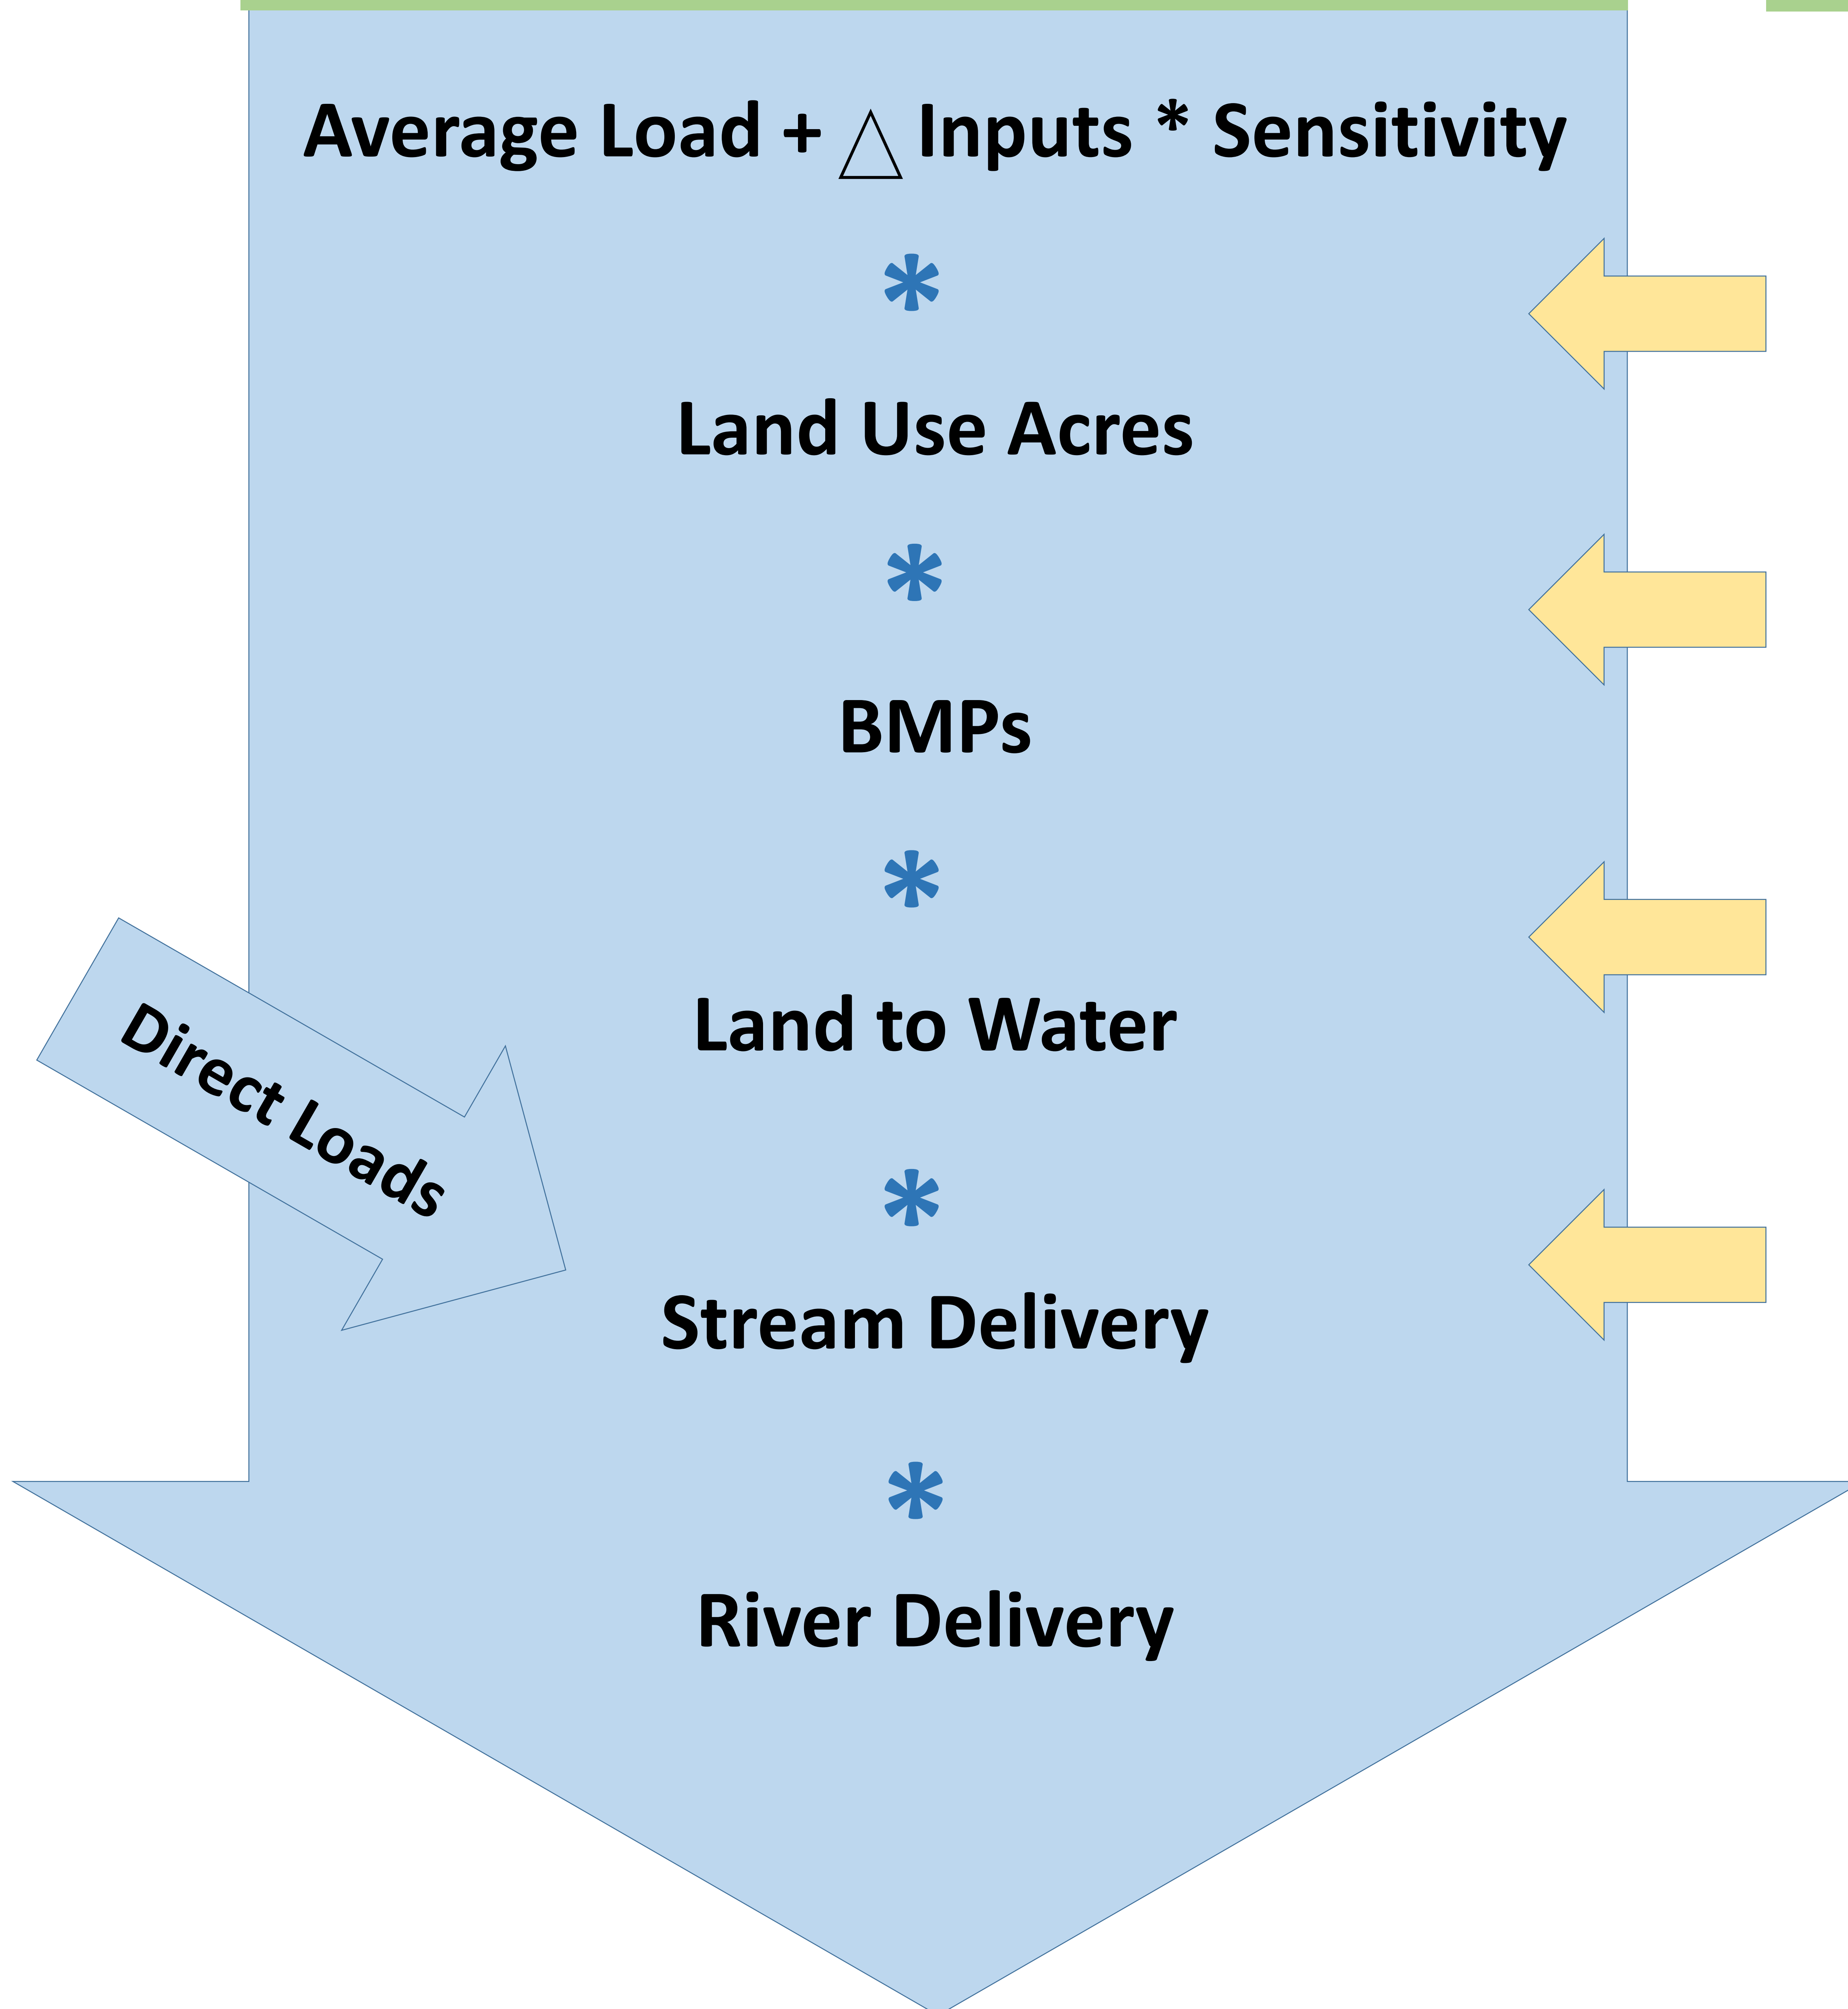 Average Load + △ Inputs * Sensitivity
*
Land Use Acres
*
BMPs
*
Land to Water
Direct Loads
*
Stream Delivery
*
River Delivery